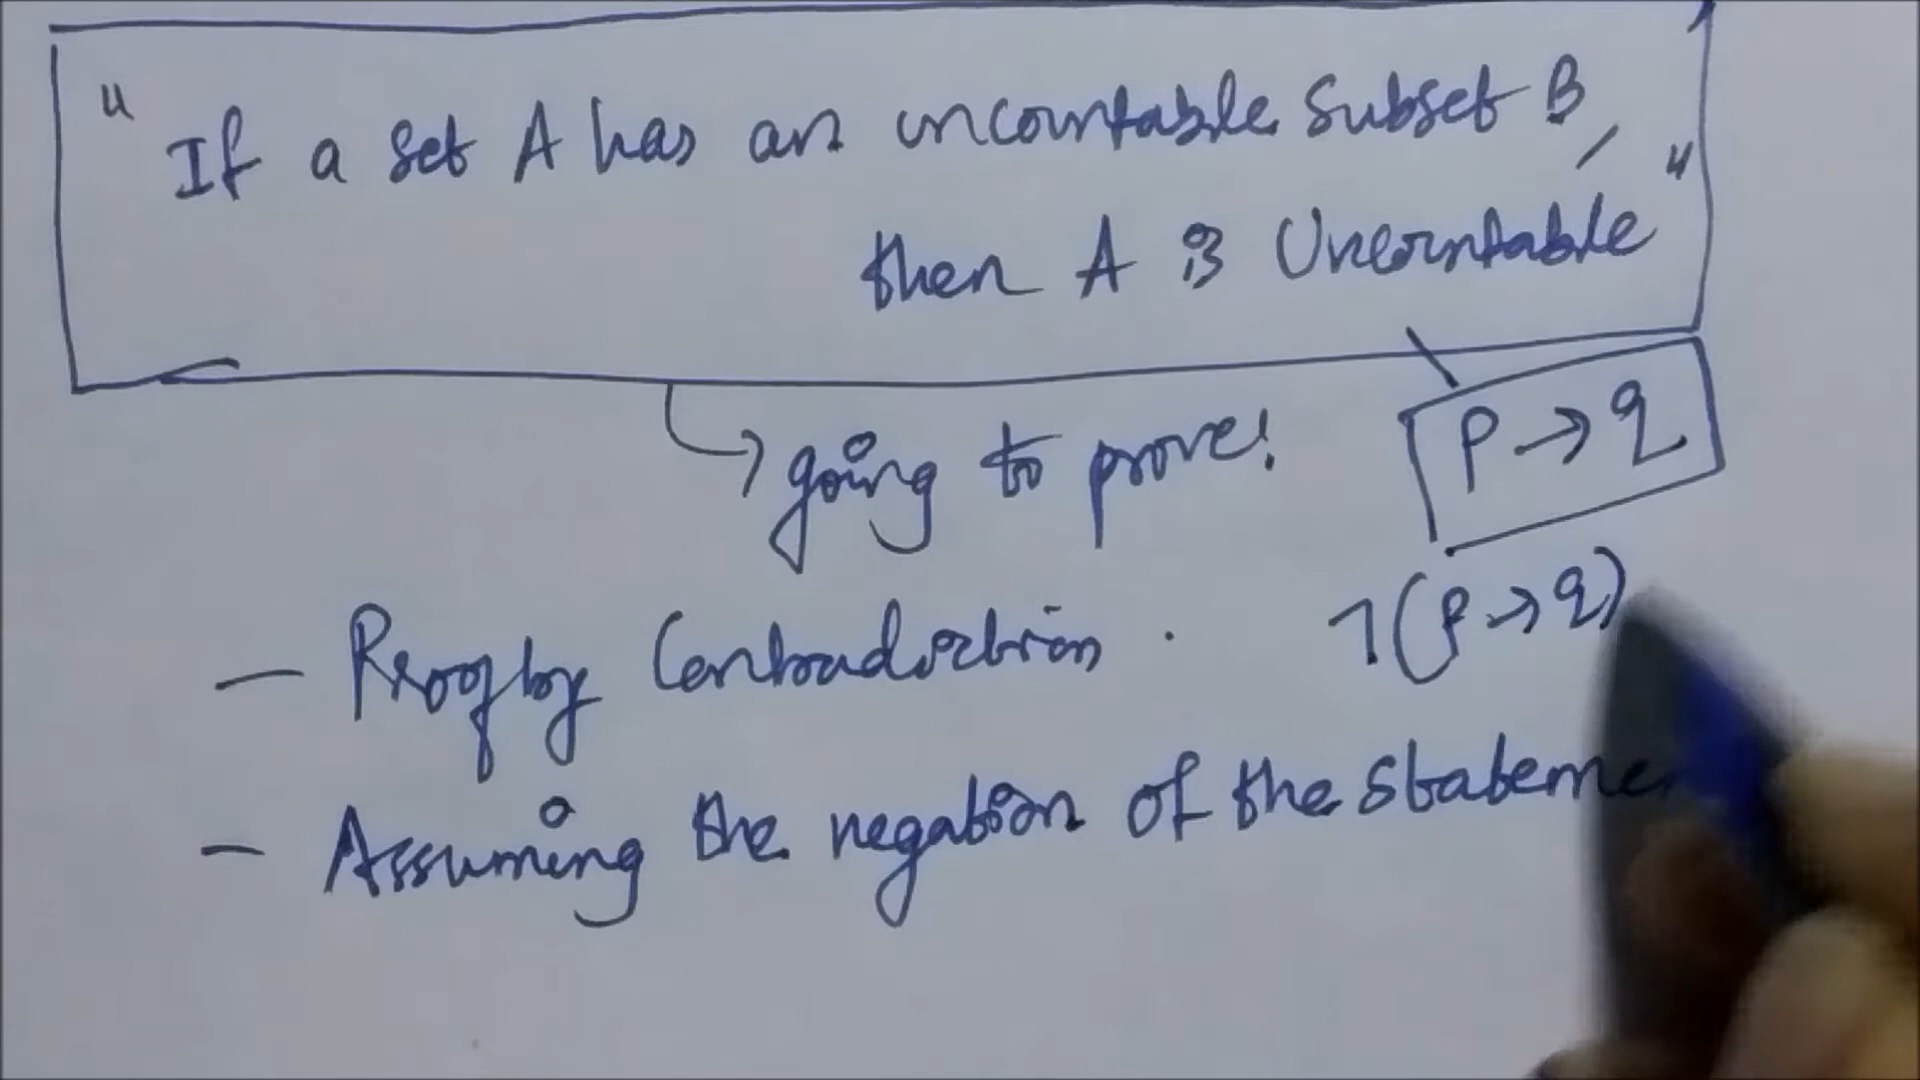 "If a set A has an uncountable subset B,
then A is Uncountable"
going to prove!
P → q
- Proof by Contradiction.
¬(P → q)
- Assuming the negation of the stateme